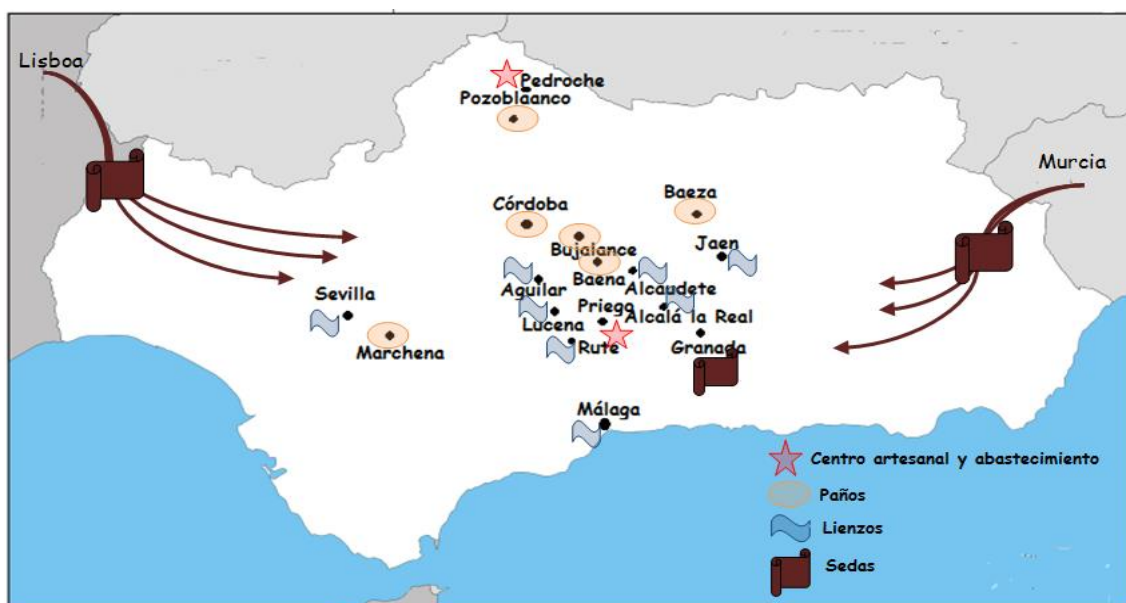 Lisboa
Pedroche
Pozoblaanco
Murcia
Baeza
Córdoba
Bujalance
Jaen
Baena
Alcaudete
Aguilar
Sevilla
Priego
Alcalá la Real
Lucena
Rute
Granada
Marchena
Málaga
Centro artesanal y abastecimiento
Paños
Lienzos
Sedas